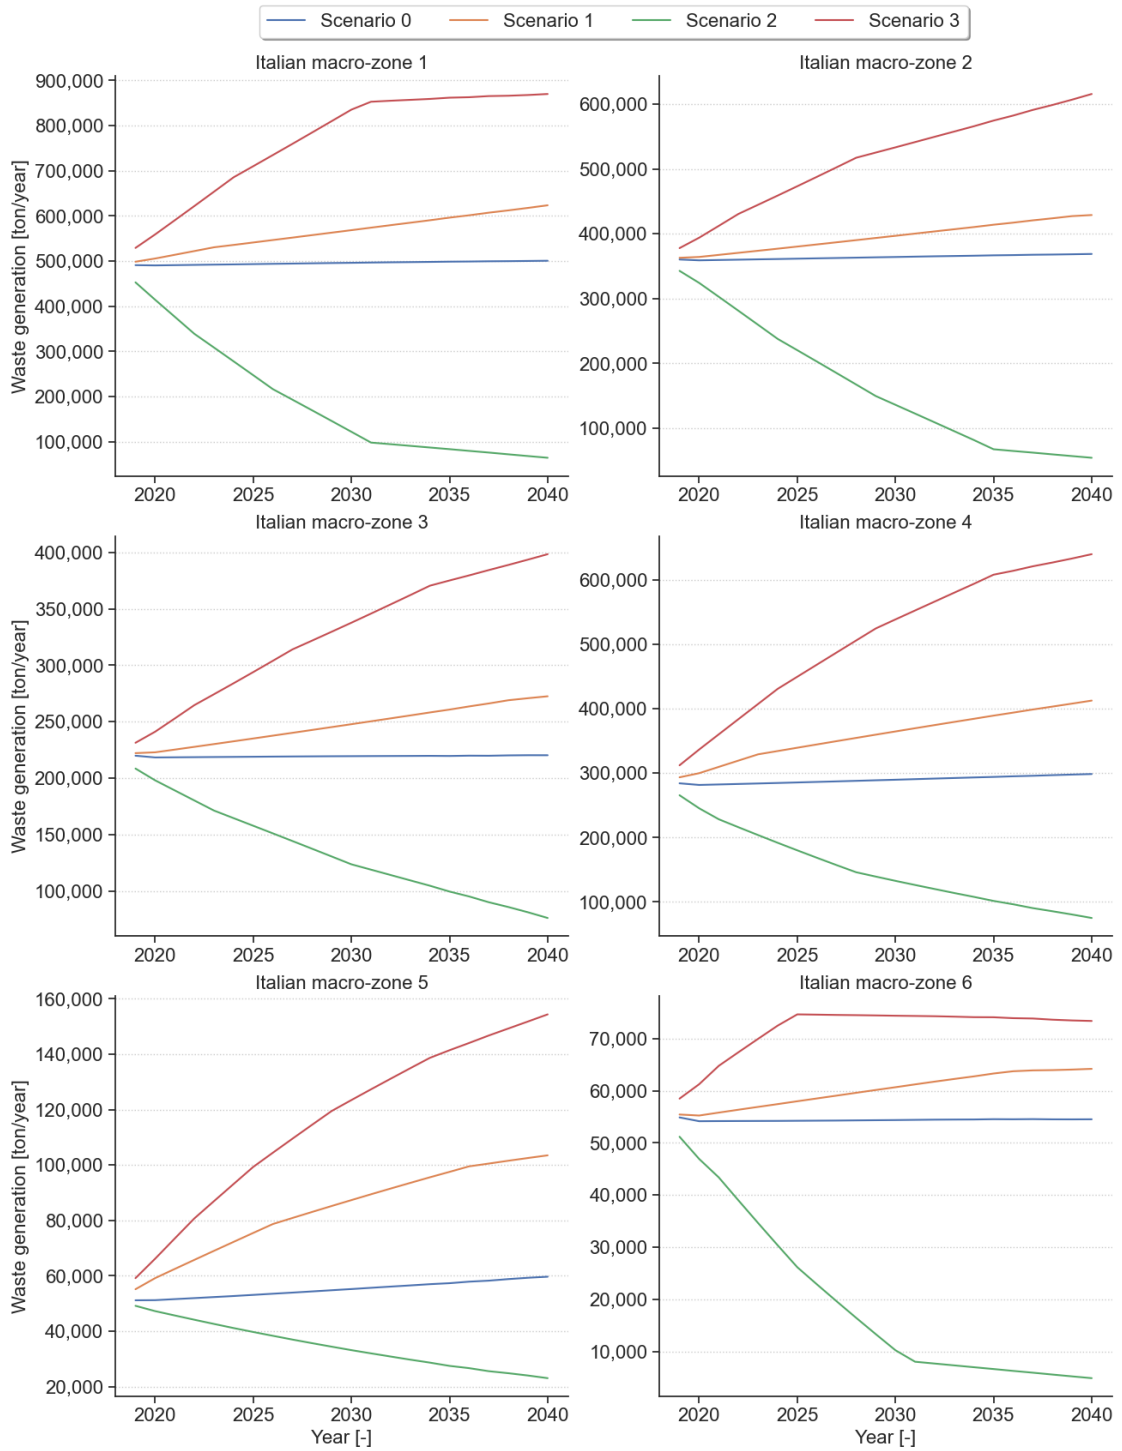 Scenario 0 Scenario 1 Scenario 2 Scenario 3
Italian macro-zone 1
Waste generation [ton/year]
900,000
800,000
700,000
600,000
500,000
400,000
300,000
200,000
100,000
2020 2025 2030 2035 2040
Italian macro-zone 2
600,000
500,000
400,000
300,000
200,000
100,000
2020 2025 2030 2035 2040
Italian macro-zone 3
Waste generation [ton/year]
400,000
350,000
300,000
250,000
200,000
150,000
100,000
2020 2025 2030 2035 2040
Italian macro-zone 4
600,000
500,000
400,000
300,000
200,000
100,000
2020 2025 2030 2035 2040
Italian macro-zone 5
Waste generation [ton/year]
160,000
140,000
120,000
100,000
80,000
60,000
40,000
20,000
2020 2025 2030 2035 2040
Year [-]
Italian macro-zone 6
70,000
60,000
50,000
40,000
30,000
20,000
10,000
2020 2025 2030 2035 2040
Year [-]